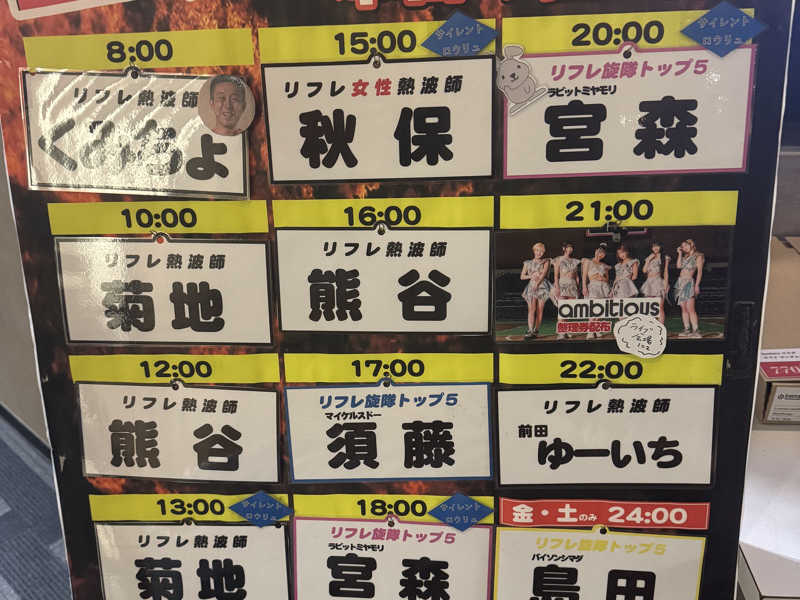 8:00
リフレ熱波師
くみちょ
10:00
リフレ熱波師
菊地
12:00
リフレ熱波師
熊谷
13:00
サイレント
ロウリュ
リフレ熱波師
菊地
15:00
サイレント
ロウリュ
リフレ女性熱波師
秋保
16:00
リフレ熱波師
熊谷
17:00
リフレ旋隊トップ5
マイケルスドー
須藤
18:00
サイレント
ロウリュ
リフレ旋隊トップ5
ラビットミヤモリ
宮森
20:00
サイレント
ロウリュ
リフレ旋隊トップ5
ラビットミヤモリ
宮森
21:00
ambitious
整理券配布
ライブ
会場
22:00
リフレ熱波師
前田
ゆーいち
金・土のみ 24:00
リフレ旋隊トップ5
バイソンシマダ
島田
770